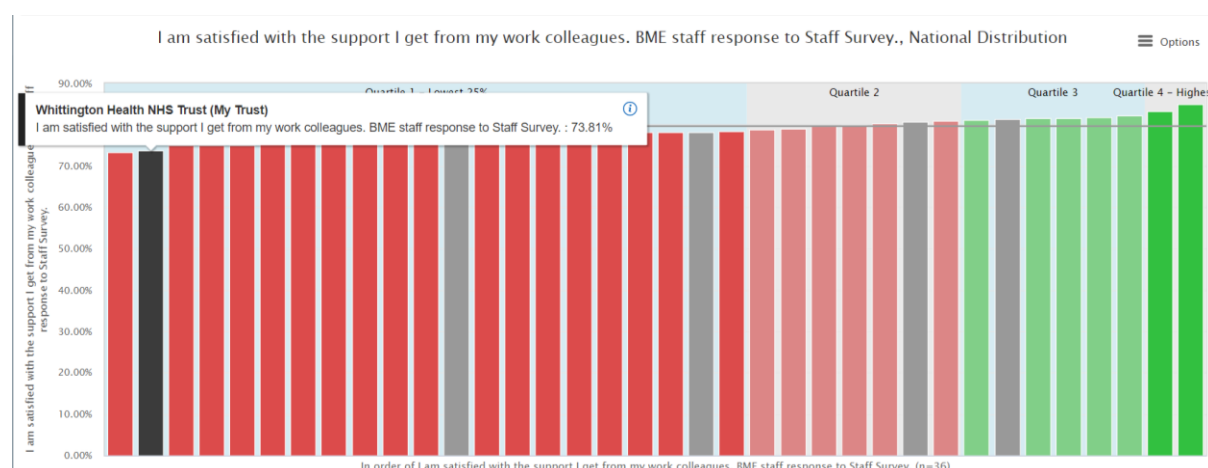 I am satisfied with the support I get from my work colleagues. BME staff response to Staff Survey., National Distribution
Options
90.00%
Quartile 1 - Lowest 25%
Quartile 2
Quartile 3
Quartile 4 - Highes
Whittington Health NHS Trust (My Trust)
I am satisfied with the support I get from my work colleagues. BME staff response to Staff Survey. : 73.81%
70.00%
60.00%
50.00%
40.00%
30.00%
20.00%
10.00%
0.00%
I am satisfied with the support I get from my work colleague
response to Staff Survey.
In order of I am satisfied with the support I get from my work colleagues. BME staff response to Staff Survey. (n=36)